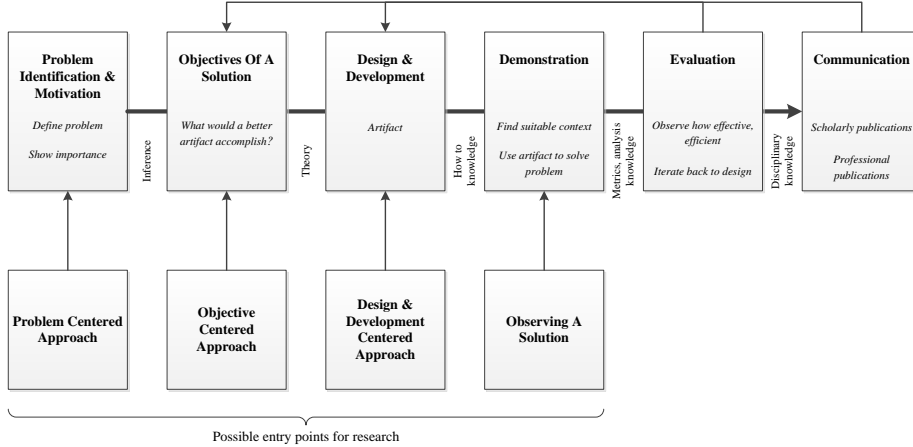 Problem
Identification &
Motivation
Define problem
Show importance
Inference
Objectives Of A
Solution
What would a better
artifact accomplish?
Theory
Design &
Development
Artifact
How to
knowledge
Demonstration
Find suitable context
Use artifact to solve
problem
Metrics, analysis
knowledge
Evaluation
Observe how effective,
efficient
Iterate back to design
Disciplinary
knowledge
Communication
Scholarly publications
Professional
publications
Problem Centered
Approach
Objective
Centered
Approach
Design &
Development
Centered
Approach
Observing A
Solution
Possible entry points for research